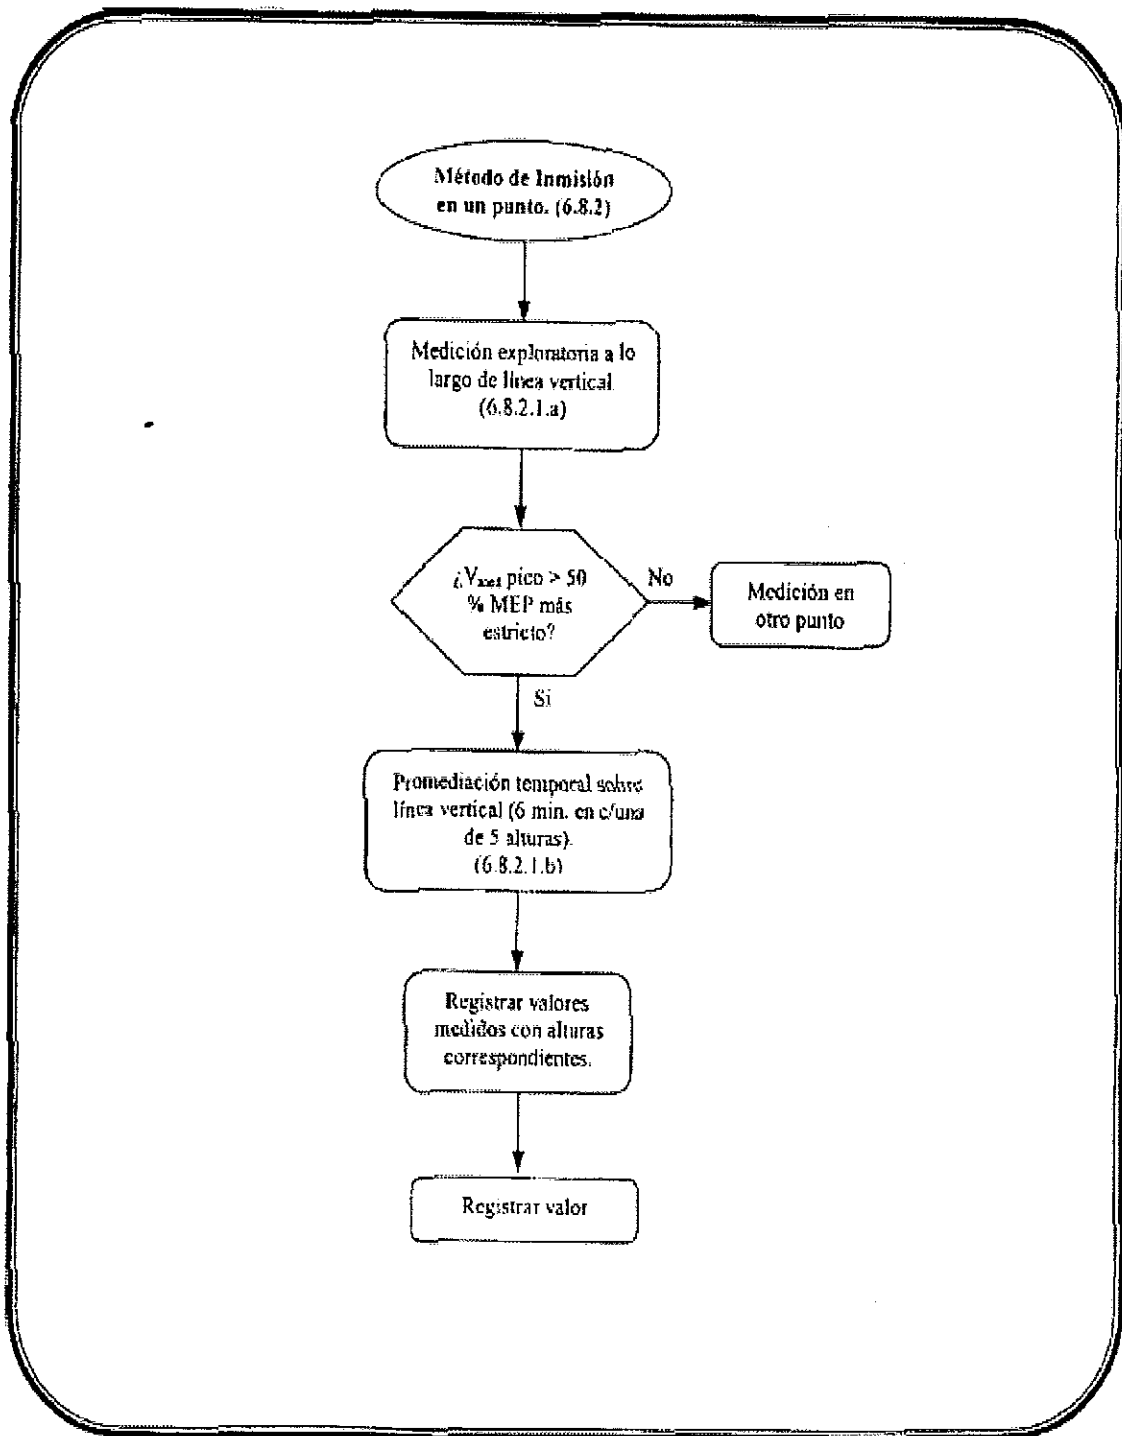 Método de Inmisión
en un punto. (6.8.2)
Medición exploratoria a lo
largo de línea vertical
(6.8.2.1.a)
pico > 50
% MEP más
estricto?
No
Medición en
otro punto
Si
Promediación temporal sobre
línea vertical (6 min. en c/una
de 5 alturas).
(6.8.2.1.b)
Registrar valores
medidos con alturas
correspondientes.
Registrar valor